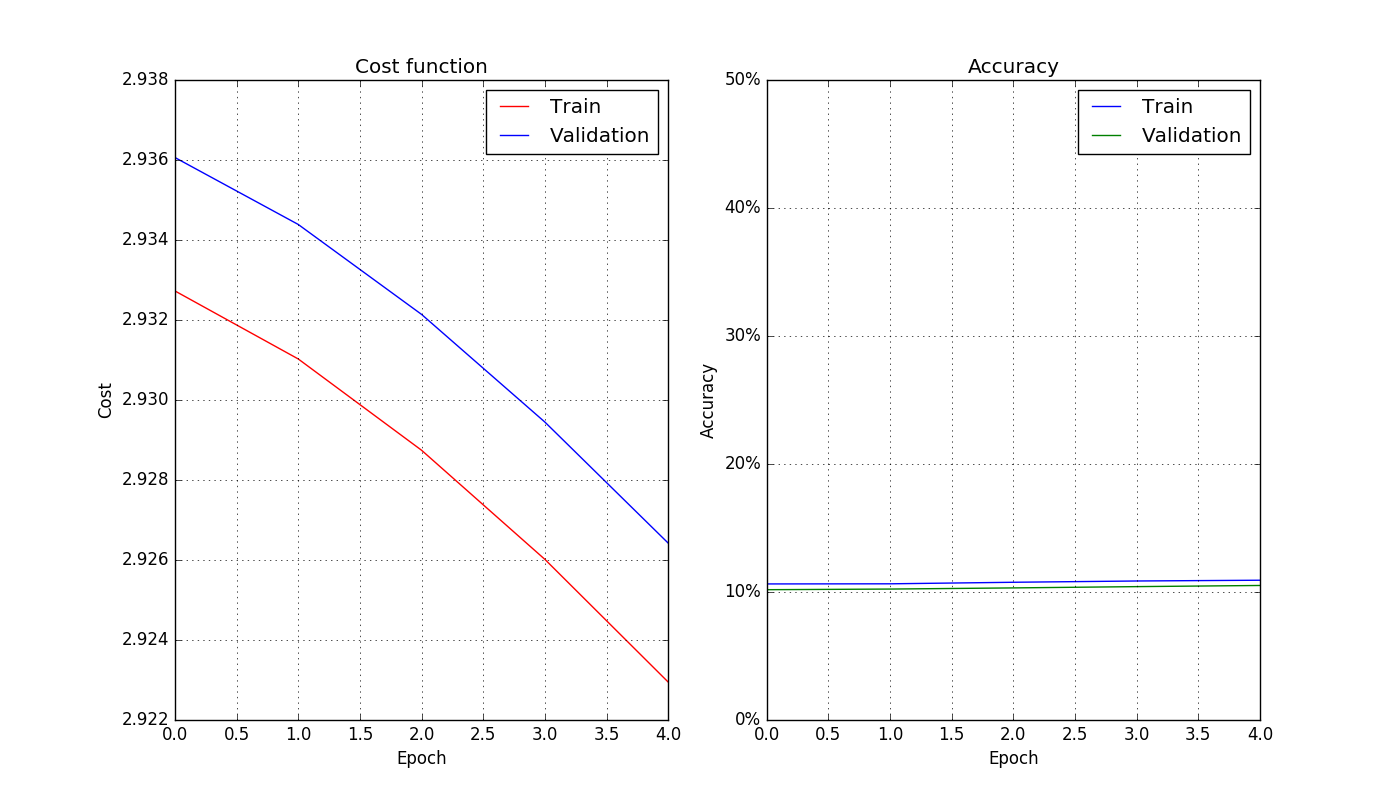 Cost function
2.938
2.936
2.934
2.932
2.930
2.928
2.926
2.924
2.922
Cost
0.0 0.5 1.0 1.5 2.0 2.5 3.0 3.5 4.0
Epoch
Train
Validation
Accuracy
50%
40%
30%
20%
10%
0%
Accuracy
0.0 0.5 1.0 1.5 2.0 2.5 3.0 3.5 4.0
Epoch
Train
Validation